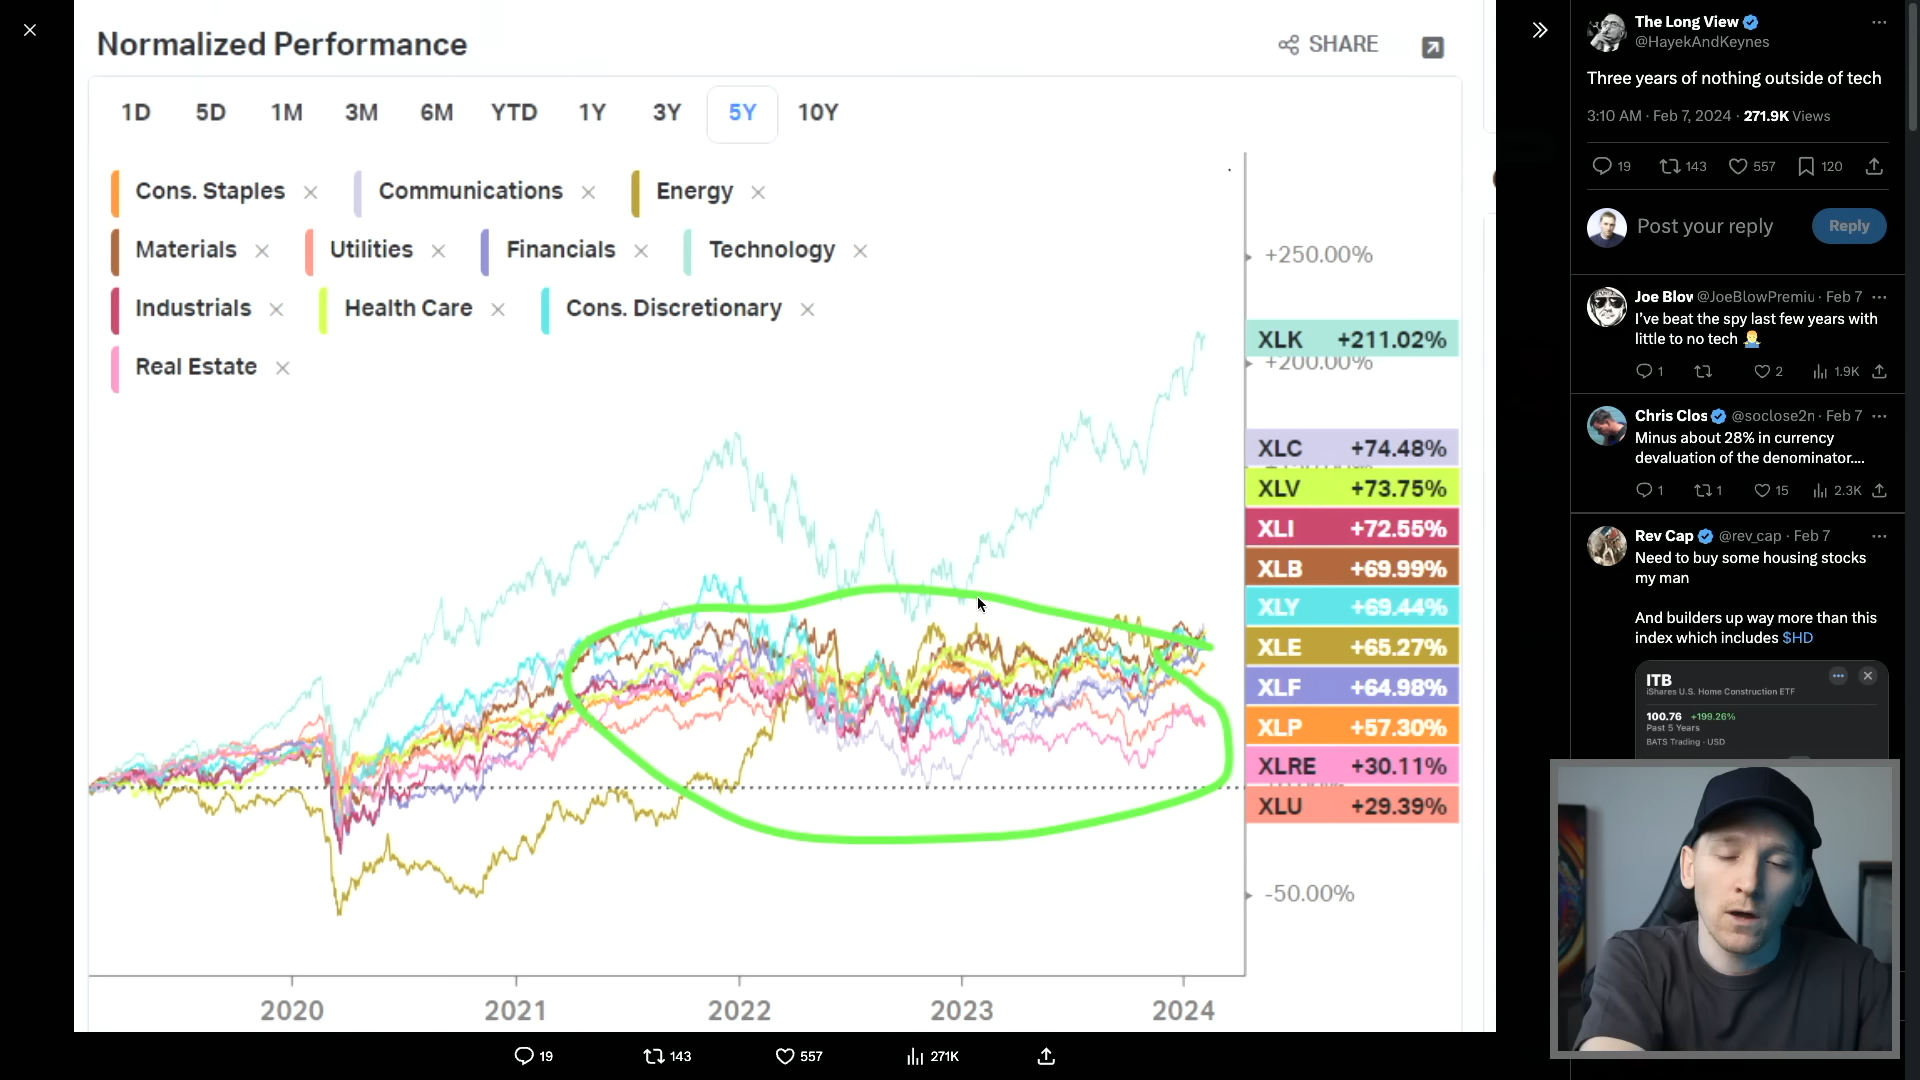 Normalized Performance
SHARE
1D 5D 1M 3M 6M YTD 1Y 3Y 5Y 10Y
Cons. Staples × Communications × Energy ×
Materials × Utilities × Financials × Technology ×
Industrials × Health Care × Cons. Discretionary ×
Real Estate ×
+250.00%
XLK +211.02%
+200.00%
XLC +74.48%
XLV +73.75%
XLI +72.55%
XLB +69.99%
XLY +69.44%
XLE +65.27%
XLF +64.98%
XLP +57.30%
XLRE +30.11%
XLU +29.39%
-50.00%
2020 2021 2022 2023 2024
19 143 557 271K
The Long View
@HayekAndKeynes
Three years of nothing outside of tech
3:10 AM · Feb 7, 2024 · 271.9K Views
19 143 557 120
Post your reply Reply
Joe Blow @JoeBlowPremiu · Feb 7
I've beat the spy last few years with
little to no tech
1 2 1.9K
Chris Clos @soclose2n · Feb 7
Minus about 28% in currency
devaluation of the denominator....
1 1 15 2.3K
Rev Cap @rev_cap · Feb 7
Need to buy some housing stocks
my man
And builders up way more than this
index which includes $HD
ITB
iShares U.S. Home Construction ETF
100.76 +199.26%
Past 5 Years
BATS Trading · USD